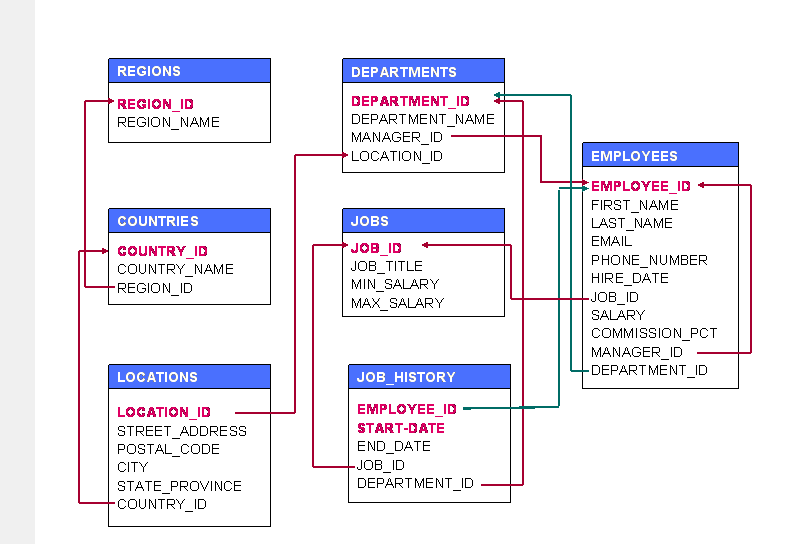 REGIONS
REGION_ID
REGION_NAME
DEPARTMENTS
DEPARTMENT_ID
DEPARTMENT_NAME
MANAGER_ID
LOCATION_ID
EMPLOYEES
EMPLOYEE_ID
FIRST_NAME
LAST_NAME
EMAIL
PHONE_NUMBER
HIRE_DATE
JOB_ID
SALARY
COMMISSION_PCT
MANAGER_ID
DEPARTMENT_ID
COUNTRIES
COUNTRY_ID
COUNTRY_NAME
REGION_ID
JOBS
JOB_ID
JOB_TITLE
MIN_SALARY
MAX_SALARY
LOCATIONS
LOCATION_ID
STREET_ADDRESS
POSTAL_CODE
CITY
STATE_PROVINCE
COUNTRY_ID
JOB_HISTORY
EMPLOYEE_ID
START-DATE
END_DATE
JOB_ID
DEPARTMENT_ID